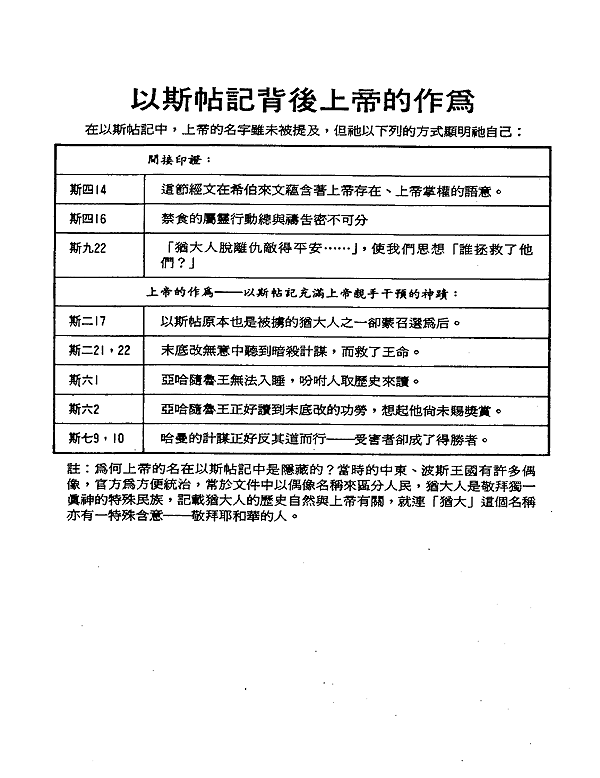 以斯帖記背後上帝的作爲
在以斯帖記中，上帝的名字雖未被提及，但祂以下列的方式顯明祂自己：
間接印證：
斯四14 道節經文在希伯來文蘊含著上帝存在、上帝掌權的語意。
斯四16 禁食的屬靈行動總與禱告密不可分
斯九22 「猶大人脫離仇敵得平安……」，使我們思想「誰拯救了他
們？」
上帝的作爲——以斯帖記充滿上帝親手干預的神蹟：
斯二17 以斯帖原本也是被擄的猶大人之一卻蒙召選爲后。
斯二21，22 末底改無意中聽到暗殺計謀，而救了王命。
斯六1 亞哈隨魯王無法入睡，吩咐人取歷史來讀。
斯六2 亞哈隨魯王正好讀到末底改的功勞，想起他尙未賜獎賞。
斯七9，10 哈曼的計謀正好反其道而行——受害者卻成了得勝者。
註：爲何上帝的名在以斯帖記中是隱藏的？當時的中東、波斯王國有許多偶
像，官方爲方便統治，常於文件中以偶像名稱來區分人民，猶大人是敬拜獨一
眞神的特殊民族，記載猶大人的歷史自然與上帝有關，就連「猶大」這個名稱
亦有一特殊含意——敬拜耶和華的人。